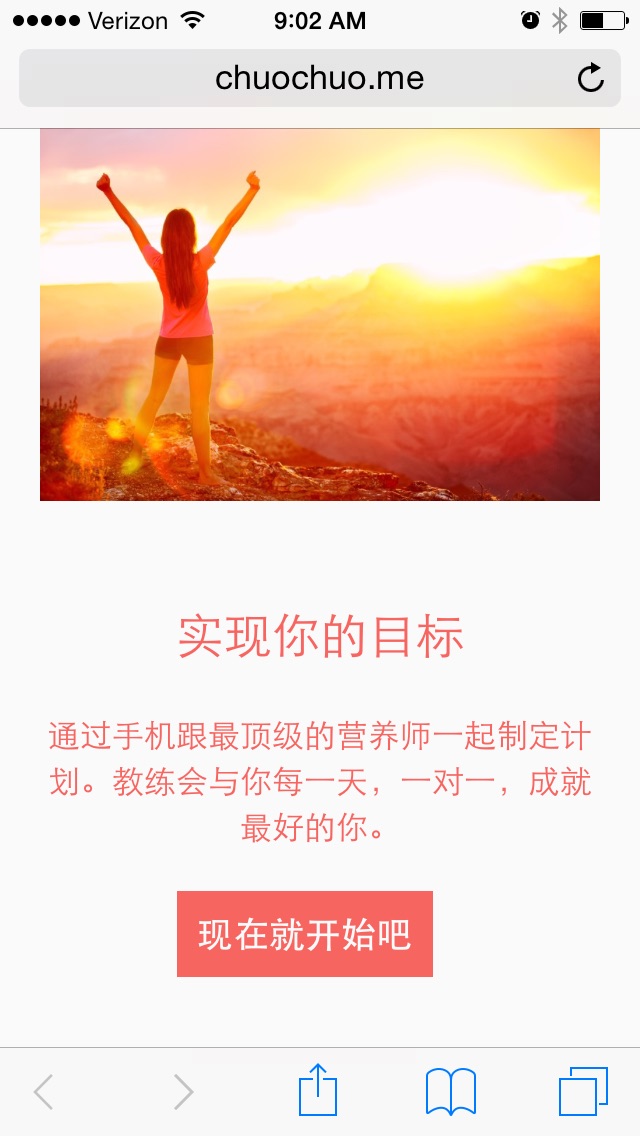 Verizon 9:02 AM
chuochuo.me
实现你的目标
通过手机跟最顶级的营养师一起制定计
划。教练会与你每一天，一对一，成就
最好的你。
现在就开始吧